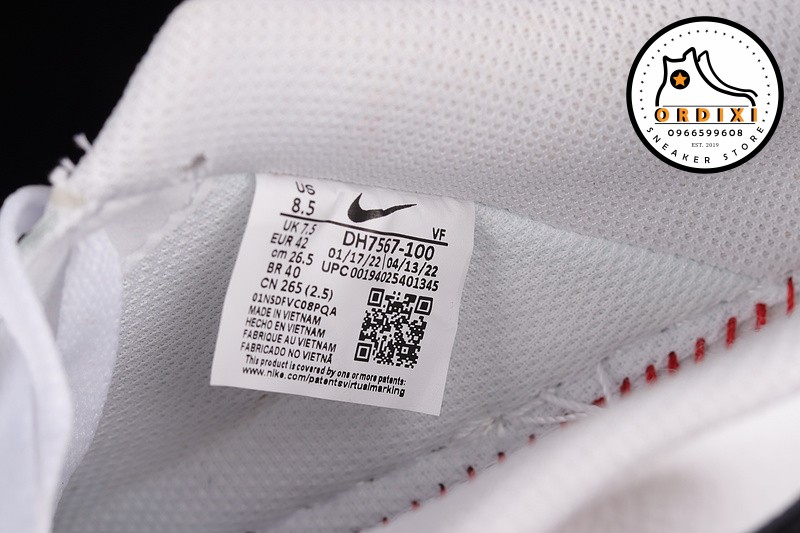 ORDIXI
0966599608
EST. 2019
SNEAKER STORE
US
8.5
UK 7.5
VF
EUR 42
DH7567-100
cm 26.5
01/17/22 04/13/22
BR 40
UPC 00194025401345
CN 265 (2.5)
01NSDFVC08PQA
MADE IN VIETNAM
HECHO EN VIETNAM
FABRIQUE AU VIETNAM
FABRICADO NO VIETNÃ
This product is covered by one or more patents:
www.nike.com/patentsvirtualmarking